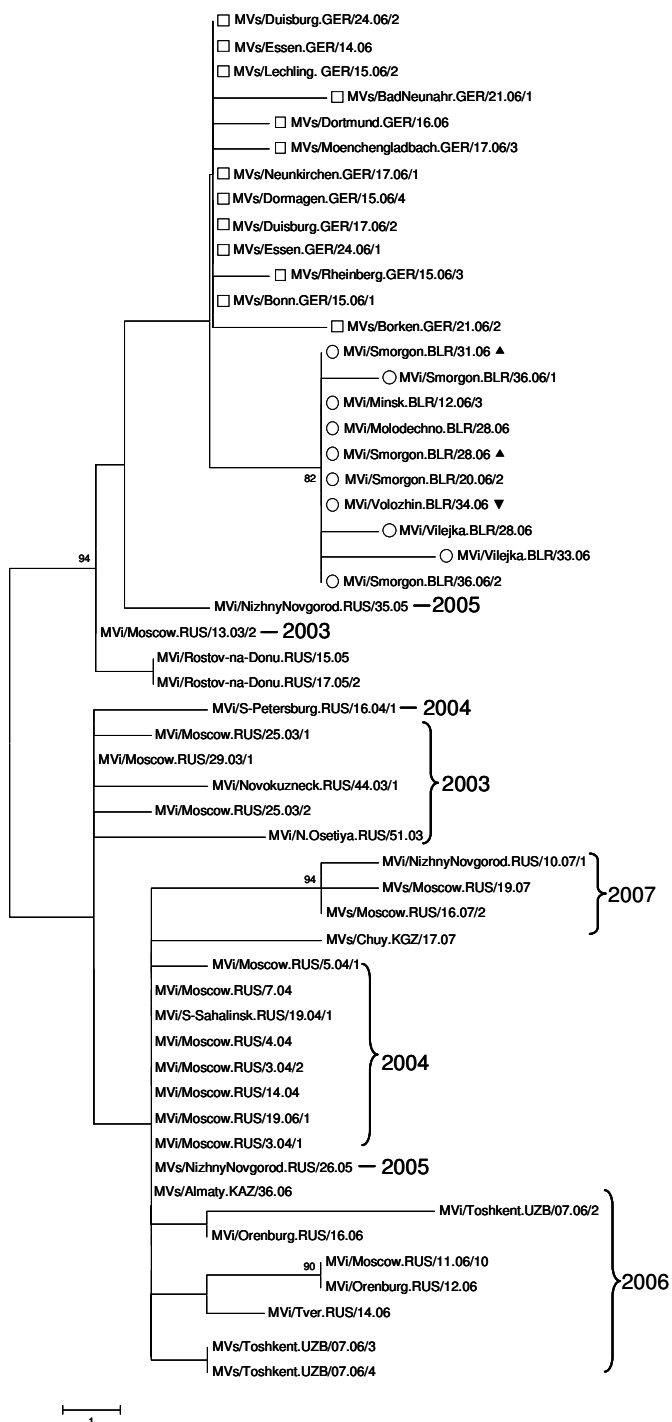 MVs/Duisburg.GER/24.06/2
MVs/Essen.GER/14.06
MVs/Lechling. GER/15.06/2
MVs/BadNeunahr.GER/21.06/1
MVs/Dortmund.GER/16.06
MVs/Moenchengladbach.GER/17.06/3
MVs/Neunkirchen.GER/17.06/1
MVs/Dormagen.GER/15.06/4
MVs/Duisburg.GER/17.06/2
MVs/Essen.GER/24.06/1
MVs/Rheinberg.GER/15.06/3
MVs/Bonn.GER/15.06/1
MVs/Borken.GER/21.06/2
MVi/Smorgon.BLR/31.06 ▲
MVi/Smorgon.BLR/36.06/1
MVi/Minsk.BLR/12.06/3
MVi/Molodechno.BLR/28.06
MVi/Smorgon.BLR/28.06 ▲
82
MVi/Smorgon.BLR/20.06/2
MVi/Volozhin.BLR/34.06 ▼
MVi/Vilejka.BLR/28.06
94
MVi/Vilejka.BLR/33.06
MVi/Smorgon.BLR/36.06/2
MVi/NizhnyNovgorod.RUS/35.05 — 2005
MVi/Moscow.RUS/13.03/2 — 2003
MVi/Rostov-na-Donu.RUS/15.05
MVi/Rostov-na-Donu.RUS/17.05/2
MVi/S-Petersburg.RUS/16.04/1 — 2004
MVi/Moscow.RUS/25.03/1
MVi/Moscow.RUS/29.03/1
MVi/Novokuzneck.RUS/44.03/1
2003
MVi/Moscow.RUS/25.03/2
MVi/N.Osetiya.RUS/51.03
MVi/NizhnyNovgorod.RUS/10.07/1
94
MVs/Moscow.RUS/19.07
2007
MVs/Moscow.RUS/16.07/2
MVs/Chuy.KGZ/17.07
MVi/Moscow.RUS/5.04/1
MVi/Moscow.RUS/7.04
MVi/S-Sahalinsk.RUS/19.04/1
MVi/Moscow.RUS/4.04
2004
MVi/Moscow.RUS/3.04/2
MVi/Moscow.RUS/14.04
MVi/Moscow.RUS/19.06/1
MVi/Moscow.RUS/3.04/1
MVs/NizhnyNovgorod.RUS/26.05 — 2005
MVs/Almaty.KAZ/36.06
MVi/Toshkent.UZB/07.06/2
MVi/Orenburg.RUS/16.06
90
MVi/Moscow.RUS/11.06/10
2006
MVi/Orenburg.RUS/12.06
MVi/Tver.RUS/14.06
MVs/Toshkent.UZB/07.06/3
MVs/Toshkent.UZB/07.06/4
1